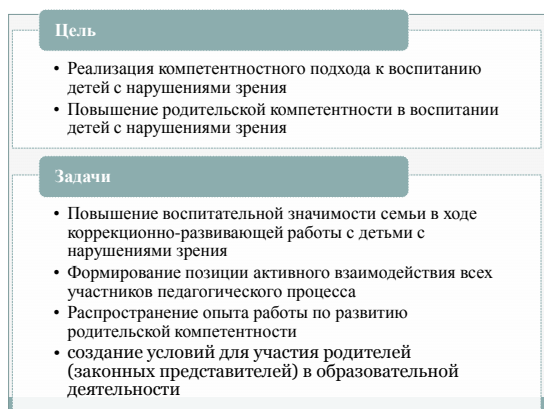 Цель
• Реализация компетентностного подхода к воспитанию
детей с нарушениями зрения
• Повышение родительской компетентности в воспитании
детей с нарушениями зрения
Задачи
• Повышение воспитательной значимости семьи в ходе
коррекционно-развивающей работы с детьми с
нарушениями зрения
• Формирование позиции активного взаимодействия всех
участников педагогического процесса
• Распространение опыта работы по развитию
родительской компетентности
• создание условий для участия родителей
(законных представителей) в образовательной
деятельности